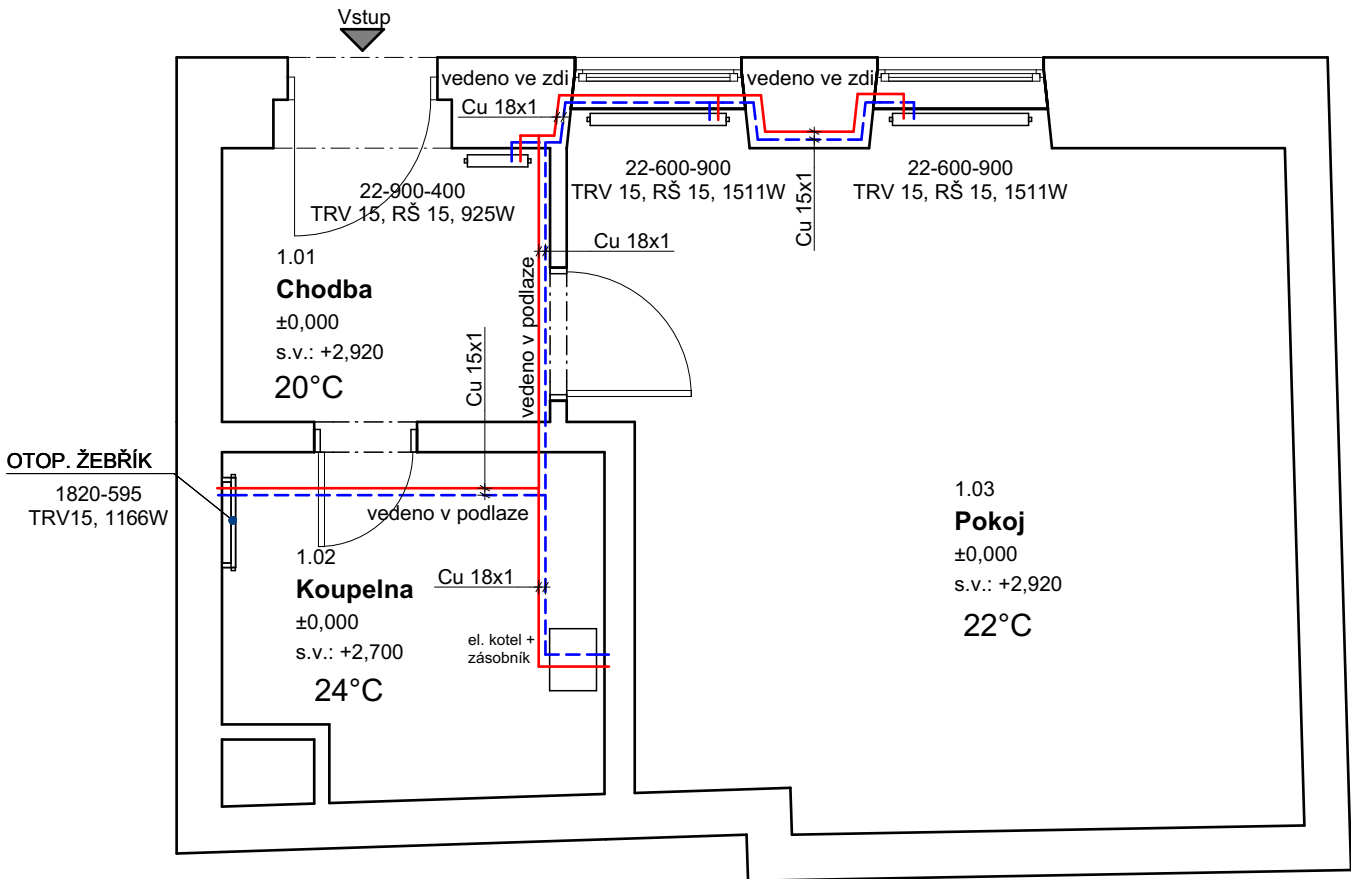 Vstup
vedeno ve zdi
vedeno ve zdi
Cu 18x1
22-900-400
TRV 15, RŠ 15, 925W
22-600-900
TRV 15, RŠ 15, 1511W
Cu 15x1
22-600-900
TRV 15, RŠ 15, 1511W
Cu 18x1
vedeno v podlaze
1.01
Chodba
±0,000
s.v.: +2,920
20°C
Cu 15x1
OTOP. ŽEBŘÍK
1820-595
TRV15, 1166W
vedeno v podlaze
1.02
Koupelna
±0,000
s.v.: +2,700
24°C
Cu 18x1
el. kotel +
zásobník
1.03
Pokoj
±0,000
s.v.: +2,920
22°C